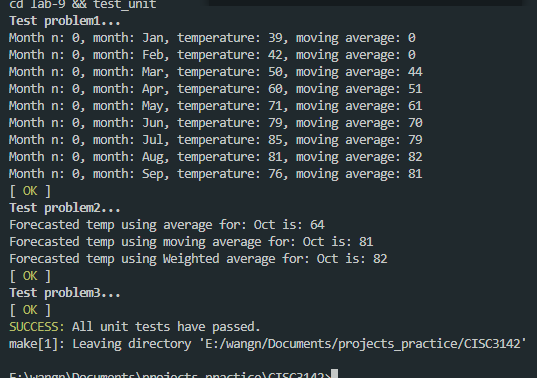 cd lab-9 && test_unit
Test problem1...
Month n: 0, month: Jan, temperature: 39, moving average: 0
Month n: 0, month: Feb, temperature: 42, moving average: 0
Month n: 0, month: Mar, temperature: 50, moving average: 44
Month n: 0, month: Apr, temperature: 60, moving average: 51
Month n: 0, month: May, temperature: 71, moving average: 61
Month n: 0, month: Jun, temperature: 79, moving average: 70
Month n: 0, month: Jul, temperature: 85, moving average: 79
Month n: 0, month: Aug, temperature: 81, moving average: 82
Month n: 0, month: Sep, temperature: 76, moving average: 81
[ OK ]
Test problem2...
Forecasted temp using average for: Oct is: 64
Forecasted temp using moving average for: Oct is: 81
Forecasted temp using Weighted average for: Oct is: 82
[ OK ]
Test problem3...
[ OK ]
SUCCESS: All unit tests have passed.
make[1]: Leaving directory 'E:/wangn/Documents/projects_practice/CISC3142'
E:\wangn\Documents\projects_practice\CISC3142>